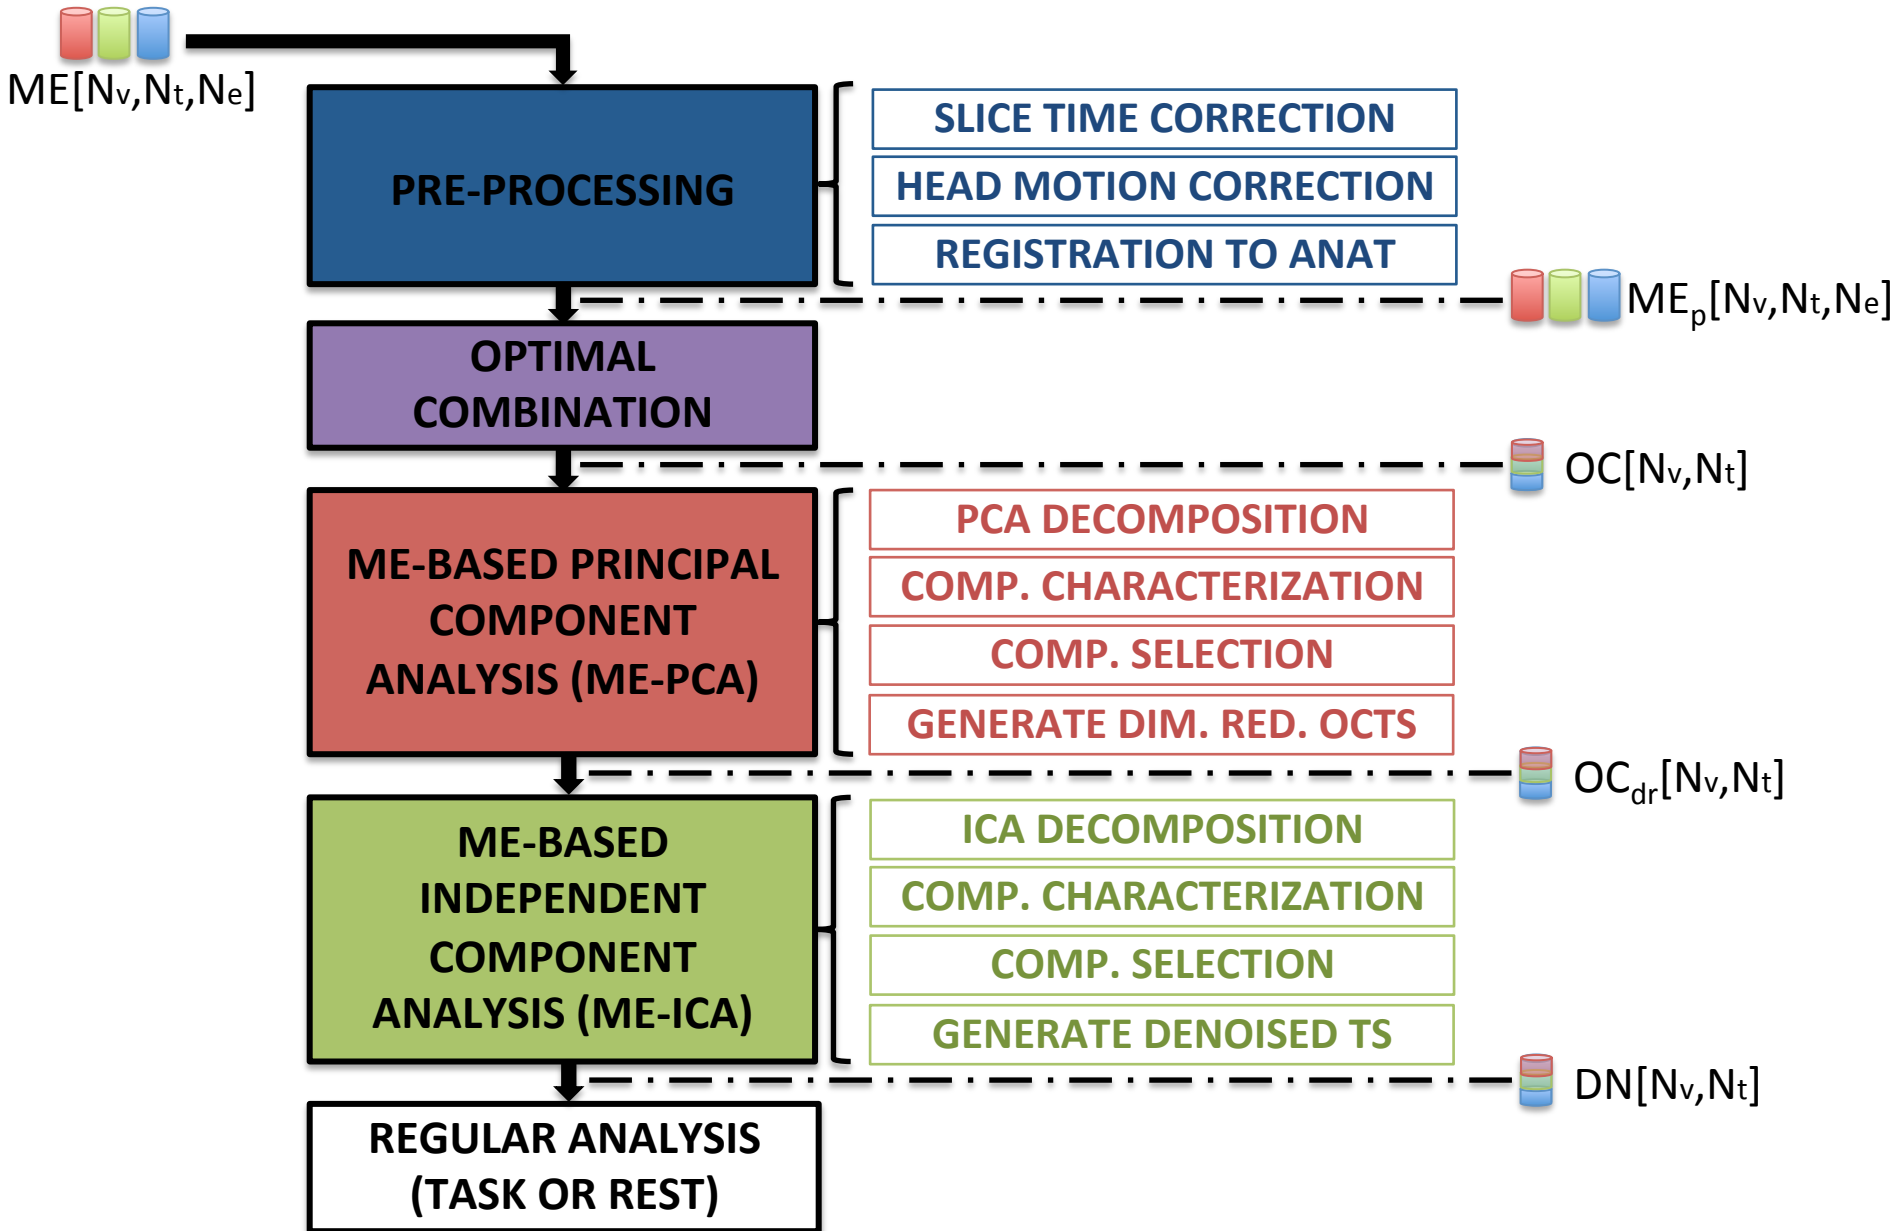 ME[Nv,Nt,Ne]
PRE-PROCESSING
SLICE TIME CORRECTION
HEAD MOTION CORRECTION
REGISTRATION TO ANAT
MEp[Nv,Nt,Ne]
OPTIMAL
COMBINATION
OC[Nv,Nt]
ME-BASED PRINCIPAL
COMPONENT
ANALYSIS (ME-PCA)
PCA DECOMPOSITION
COMP. CHARACTERIZATION
COMP. SELECTION
GENERATE DIM. RED. OCTS
OCdr[Nv,Nt]
ME-BASED
INDEPENDENT
COMPONENT
ANALYSIS (ME-ICA)
ICA DECOMPOSITION
COMP. CHARACTERIZATION
COMP. SELECTION
GENERATE DENOISED TS
DN[Nv,Nt]
REGULAR ANALYSIS
(TASK OR REST)